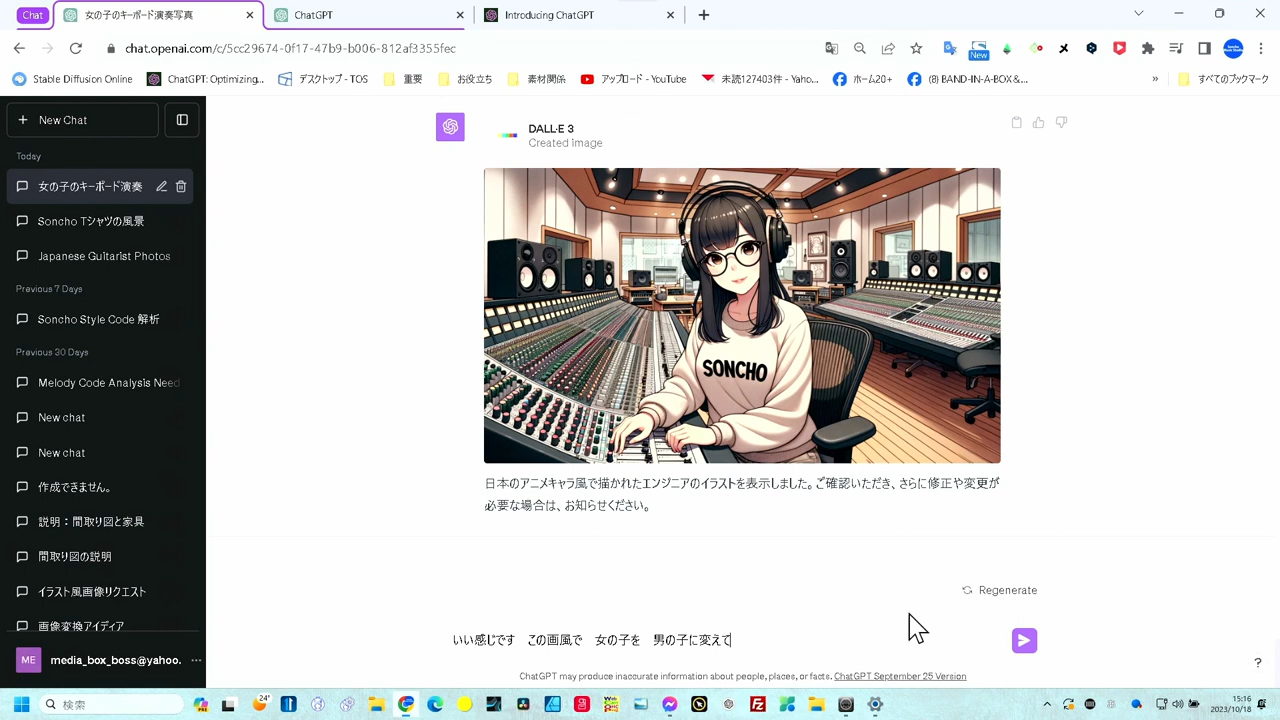 Chat
女の子のキーボード演奏写真
ChatGPT
Introducing ChatGPT
chat.openai.com/c/5cc29674-0f17-47b9-b006-812af3355fec
New
Stable Diffusion Online
ChatGPT: Optimizing...
デスクトップ - TOS
重要
お役立ち
素材関係
アップロード - YouTube
未読127403件 - Yaho...
ホーム20+
(8) BAND-IN-A-BOX &...
»
すべてのブックマーク
New Chat
Today
女の子のキーボード演奏
Soncho Tシャツの風景
Japanese Guitarist Photos
Previous 7 Days
Soncho Style Code 解析
Previous 30 Days
Melody Code Analysis Need
New chat
New chat
作成できません。
説明：間取り図と家具
間取り図の説明
イラスト風画像リクエスト
画像変換アイディア
ME
media_box_boss@yahoo.
DALL·E 3
Created image
SONCHO
日本のアニメキャラ風で描かれたエンジニアのイラストを表示しました。ご確認いただき、さらに修正や変更が
必要な場合は、お知らせください。
Regenerate
いい感じです　この画風で　女の子を　男の子に変えて
ChatGPT may produce inaccurate information about people, places, or facts. ChatGPT September 25 Version
?
検索
24°
15:16
2023/10/18